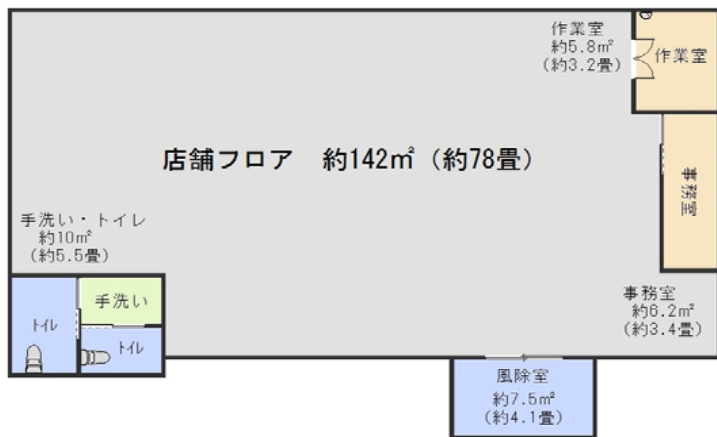 作業室
約5.8㎡
（約3.2畳）
作業室
店舗フロア　約142㎡（約78畳）
事務室
手洗い・トイレ
約10㎡
（約5.5畳）
手洗い
トイレ
トイレ
事務室
約6.2㎡
（約3.4畳）
風除室
約7.5㎡
（約4.1畳）